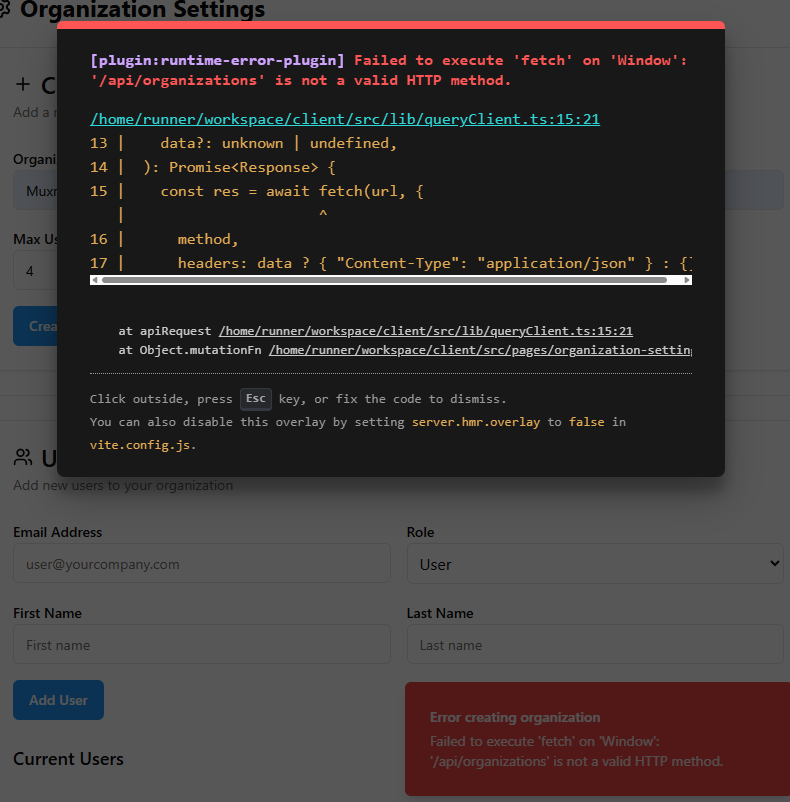 Organization Settings
[plugin:runtime-error-plugin] Failed to execute 'fetch' on 'Window':
'/api/organizations' is not a valid HTTP method.
/home/runner/workspace/client/src/lib/queryClient.ts:15:21
13 |    data?: unknown | undefined,
14 |  ): Promise<Response> {
15 |    const res = await fetch(url, {
   |                      ^
16 |      method,
17 |      headers: data ? { "Content-Type": "application/json" } : {}
at apiRequest /home/runner/workspace/client/src/lib/queryClient.ts:15:21
at Object.mutationFn /home/runner/workspace/client/src/pages/organization-setting
Click outside, press Esc key, or fix the code to dismiss.
You can also disable this overlay by setting server.hmr.overlay to false in
vite.config.js.
C
Add a
Organi
Max Us
4
Crea
U
Add new users to your organization
Email Address
Role
user@yourcompany.com
User
First Name
Last Name
First name
Last name
Add User
Error creating organization
Failed to execute 'fetch' on 'Window':
'/api/organizations' is not a valid HTTP method.
Current Users